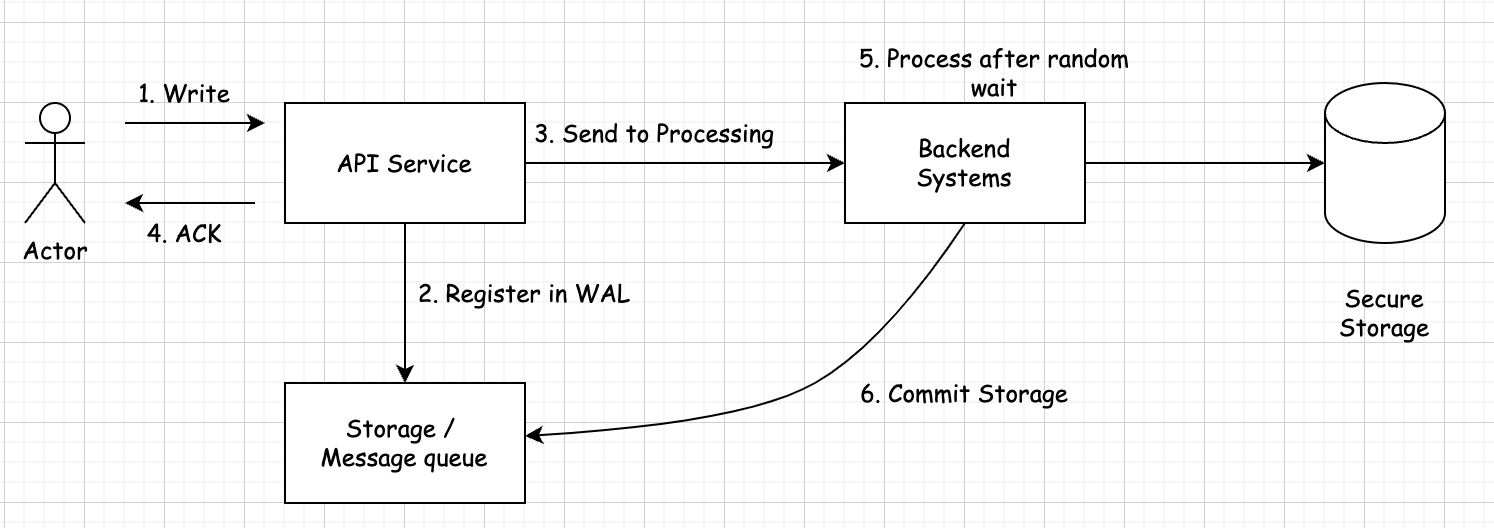 5. Process after random
wait
1. Write
3. Send to Processing
API Service
Backend
Systems
4. ACK
Actor
2. Register in WAL
Secure
Storage
6. Commit Storage
Storage /
Message queue